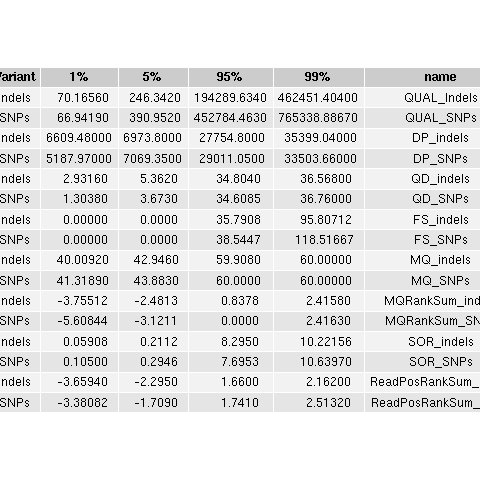 Variant 1% 5% 95% 99% name
ndels 70.16560 246.3420 194289.6340 462451.40400 QUAL_Indels
SNPs 66.94190 390.9520 452784.4630 765338.88670 QUAL_SNPs
ndels 6609.48000 6973.8000 27754.8000 35399.04000 DP_indels
SNPs 5187.97000 7069.3500 29011.0500 33503.66000 DP_SNPs
ndels 2.93160 5.3620 34.8040 36.56800 QD_indels
SNPs 1.30380 3.6730 34.6085 36.76000 QD_SNPs
ndels 0.00000 0.0000 35.7908 95.80712 FS_indels
SNPs 0.00000 0.0000 38.5447 118.51667 FS_SNPs
ndels 40.00920 42.9460 59.9080 60.00000 MQ_indels
SNPs 41.31890 43.8830 60.0000 60.00000 MQ_SNPs
ndels -3.75512 -2.4813 0.8378 2.41580 MQRankSum_ind
SNPs -5.60844 -3.1211 0.0000 2.41630 MQRankSum_SN
ndels 0.05908 0.2112 8.2950 10.22156 SOR_indels
SNPs 0.10500 0.2946 7.6953 10.63970 SOR_SNPs
ndels -3.65940 -2.2950 1.6600 2.16200 ReadPosRankSum_
SNPs -3.38082 -1.7090 1.7410 2.51320 ReadPosRankSum_